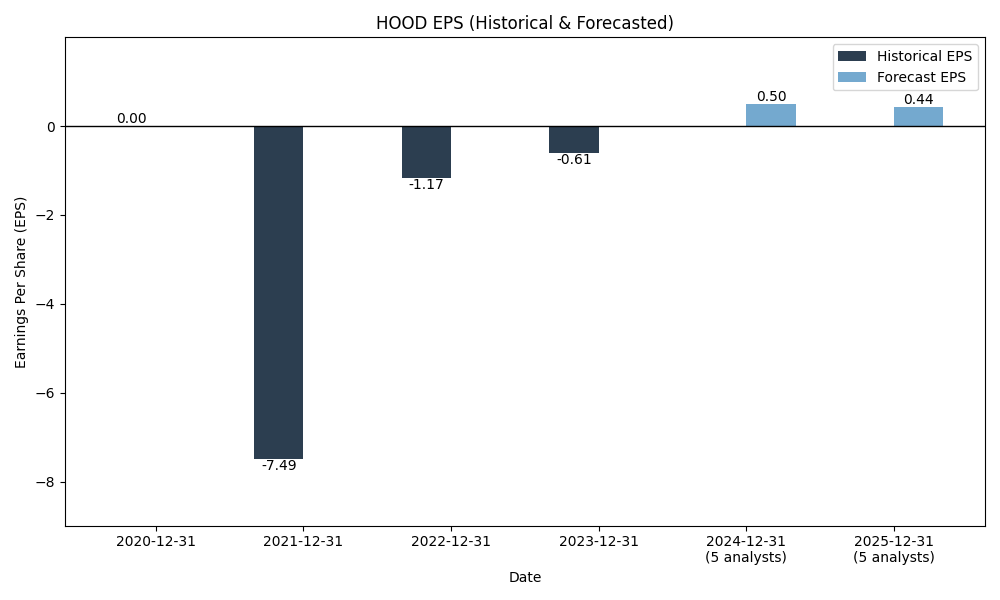 HOOD EPS (Historical & Forecasted)
Historical EPS
Forecast EPS
Earnings Per Share (EPS)
0
−2
−4
−6
−8
0.00
-7.49
-1.17
-0.61
0.50
0.44
2020-12-31
2021-12-31
2022-12-31
2023-12-31
2024-12-31
(5 analysts)
2025-12-31
(5 analysts)
Date